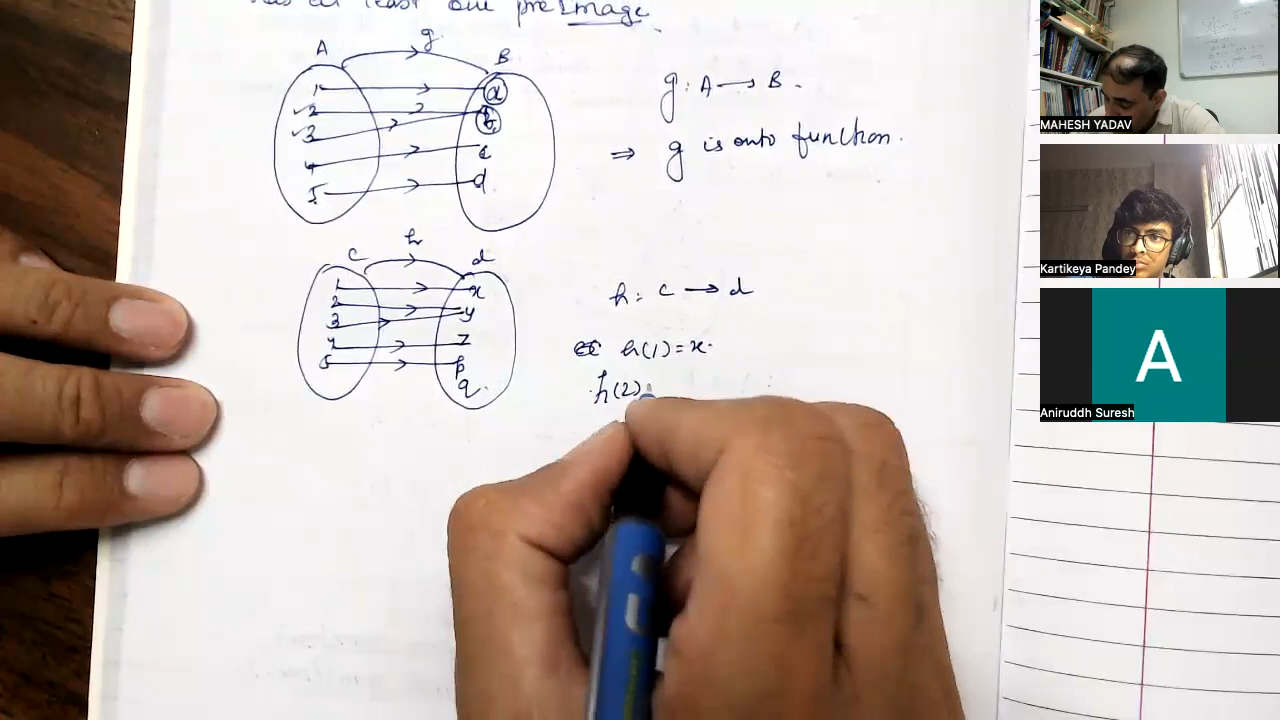 has at least one preimage.
A g B
1 a
2 b
3 c
4 d
5
g: A → B.
⇒ g is onto function.
C h d
1 x
2 y
3 z
4 p
5 q.
h: C → d
h(1) = x.
h(2)
MAHESH YADAV
Kartikeya Pandey
A
Aniruddh Suresh